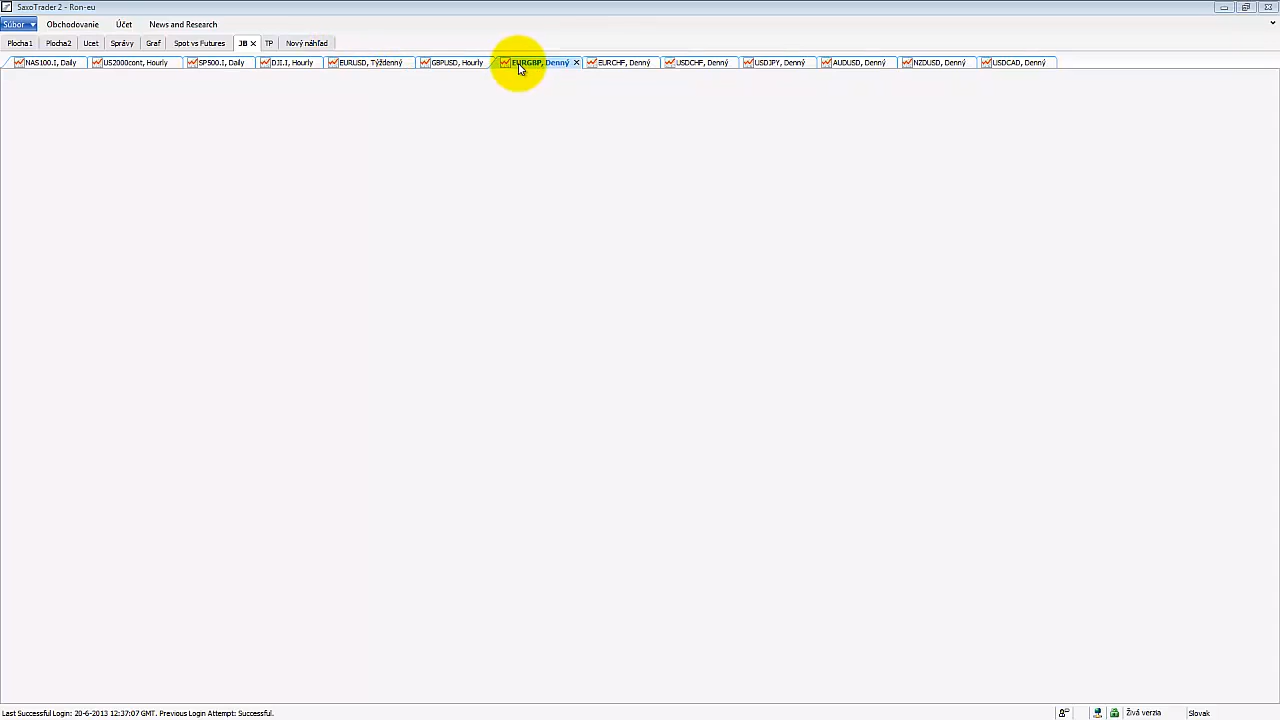 SaxoTrader 2 - Ron-eu
Súbor Obchodovanie Účet News and Research
Plocha1 Plocha2 Ucet Správy Graf Spot vs Futures JB TP Nový náhľad
NAS100.I, Daily US2000cont, Hourly SP500.I, Daily DJI.I, Hourly EURUSD, Týždenný GBPUSD, Hourly EURGBP, Denný EURCHF, Denný USDCHF, Denný USDJPY, Denný AUDUSD, Denný NZDUSD, Denný USDCAD, Denný
Last Successful Login: 20-6-2013 12:37:07 GMT. Previous Login Attempt: Successful. Živá verzia Slovak